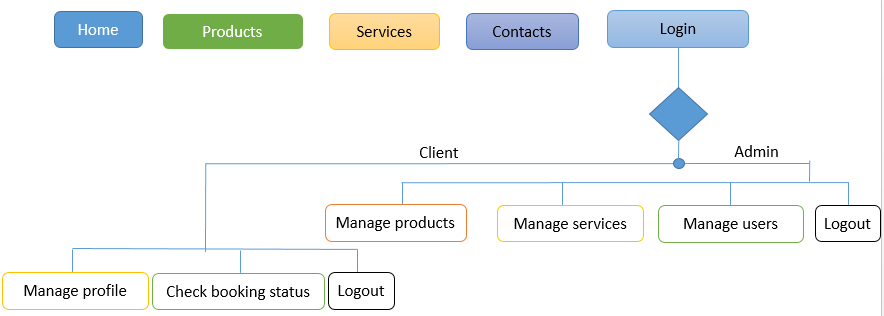 Home
Products
Services
Contacts
Login
Client
Admin
Manage products
Manage services
Manage users
Logout
Manage profile
Check booking status
Logout